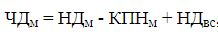 ЧДм = НДм - КПНм + НДвс,